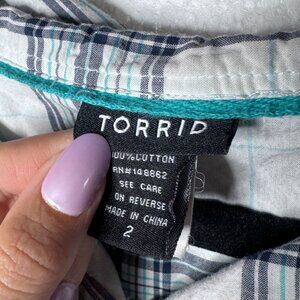 TORRID
100%COTTON
RN#148862
SEE CARE
ON REVERSE
MADE IN CHINA
2